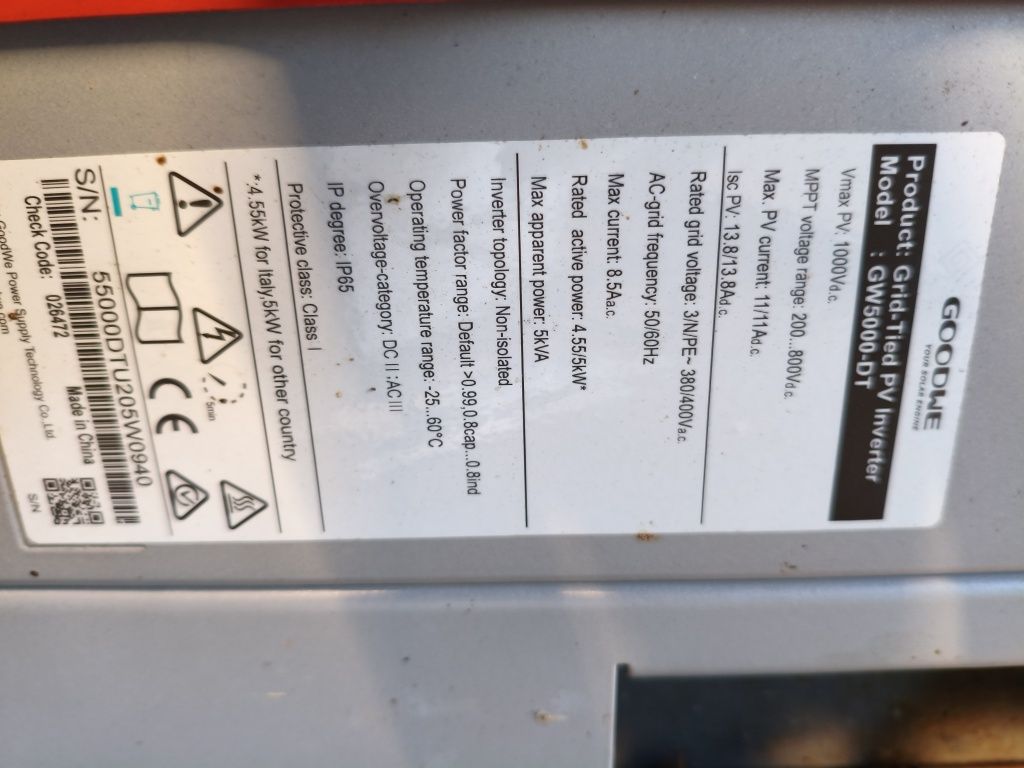 GOODWE
YOUR SOLAR ENGINE
Product: Grid-Tied PV Inverter
Model : GW5000-DT
Vmax PV: 1000Vd.c.
MPPT voltage range: 200...800Vd.c.
Max. PV current: 11/11Ad.c.
Isc PV: 13.8/13.8Ad.c.
Rated grid voltage: 3/N/PE~ 380/400Va.c.
AC-grid frequency: 50/60Hz
Max current: 8.5Aa.c.
Rated active power: 4.55/5kW*
Max apparent power: 5kVA
Inverter topology: Non-isolated
Power factor range: Default >0.99,0.8cap...0.8ind
Operating temperature range: -25...60°C
Overvoltage-category: DC II :AC III
IP degree: IP65
Protective class: Class I
*:4.55kW for Italy,5kW for other country
5min
CE
S/N: 55000DTU205W0940
Check Code: 026472 Made in China
S/N
GoodWe Power Supply Technology Co.,Ltd